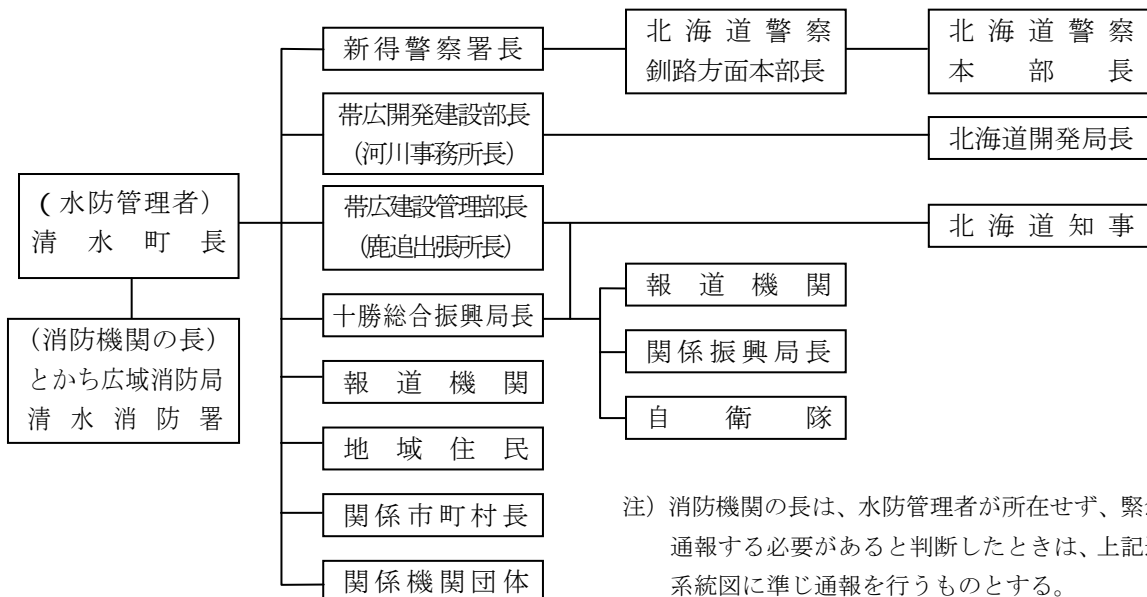 新得警察署長
北海道警察
釧路方面本部長
北海道警察
本部長
帯広開発建設部長
(河川事務所長)
北海道開発局長
(水防管理者)
清水町長
帯広建設管理部長
(鹿追出張所長)
北海道知事
(消防機関の長)
とかち広域消防局
清水消防署
十勝総合振興局長
報道機関
関係振興局長
自衛隊
報道機関
地域住民
関係市町村長
関係機関団体
注)消防機関の長は、水防管理者が所在せず、緊
通報する必要があると判断したときは、上記
系統図に準じ通報を行うものとする。